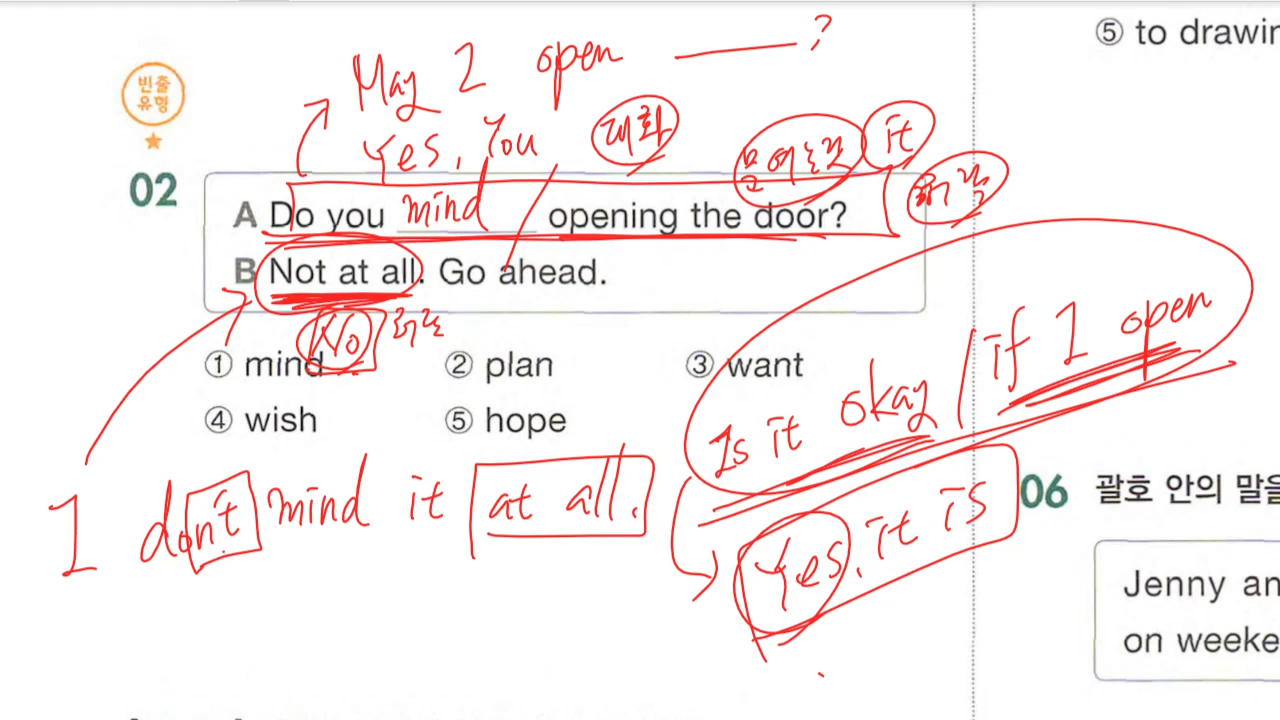 ⑤ to drawin
May I open ?
빈출
유형
Yes, You
대화
문 여는 것
it
02
A Do you mind opening the door?
B Not at all. Go ahead.
No
① mind ② plan ③ want
④ wish ⑤ hope
Is it okay / if I open
I don't mind it at all.
Yes, it is
06 괄호 안의 말을
Jenny an
on weeke